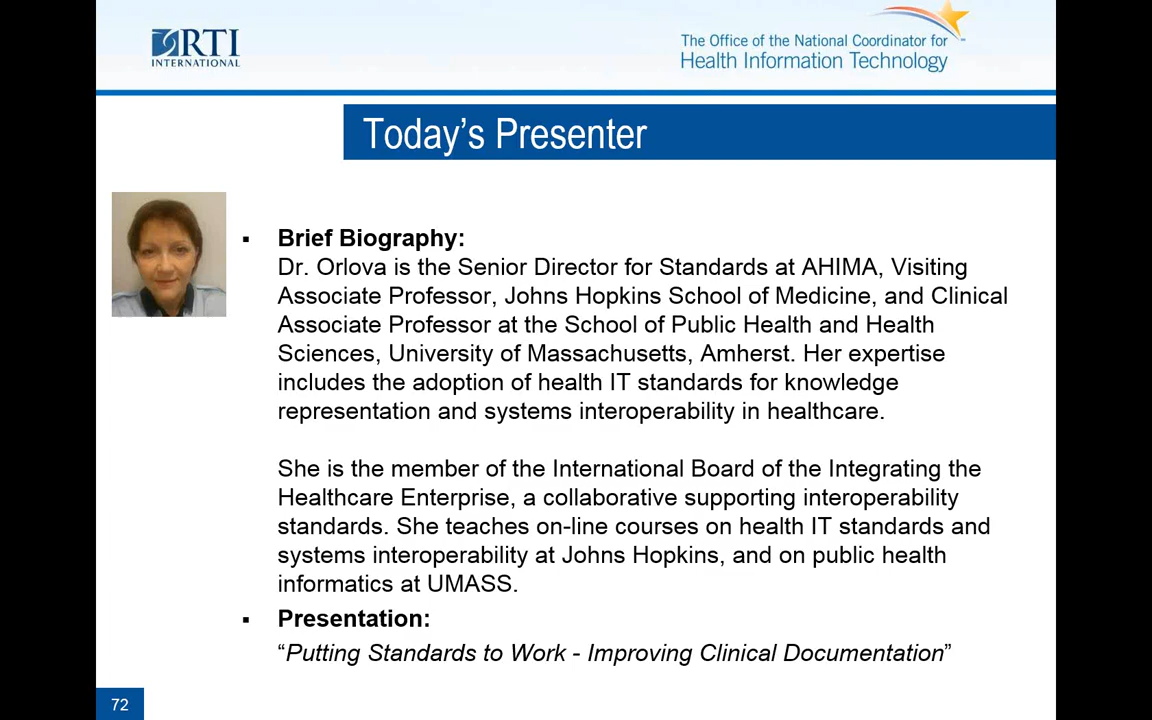 RTI
INTERNATIONAL
The Office of the National Coordinator for
Health Information Technology
Today’s Presenter
▪ Brief Biography:
Dr. Orlova is the Senior Director for Standards at AHIMA, Visiting
Associate Professor, Johns Hopkins School of Medicine, and Clinical
Associate Professor at the School of Public Health and Health
Sciences, University of Massachusetts, Amherst. Her expertise
includes the adoption of health IT standards for knowledge
representation and systems interoperability in healthcare.
She is the member of the International Board of the Integrating the
Healthcare Enterprise, a collaborative supporting interoperability
standards. She teaches on-line courses on health IT standards and
systems interoperability at Johns Hopkins, and on public health
informatics at UMASS.
▪ Presentation:
“Putting Standards to Work - Improving Clinical Documentation”
72